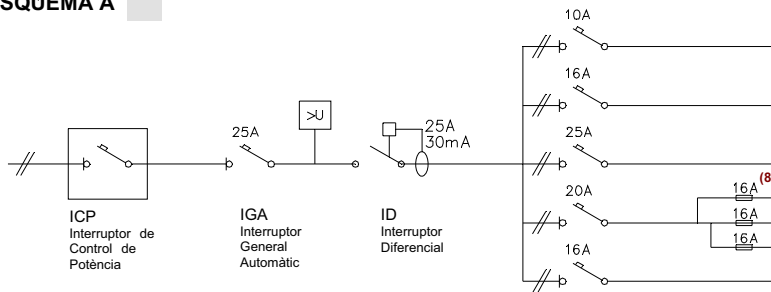 SQUEMA A
10A
16A
25A
>U
25A
30mA
25A
20A
(8
16A
16A
16A
16A
ICP
Interruptor de
Control de
Potència
IGA
Interruptor
General
Automàtic
ID
Interruptor
Diferencial